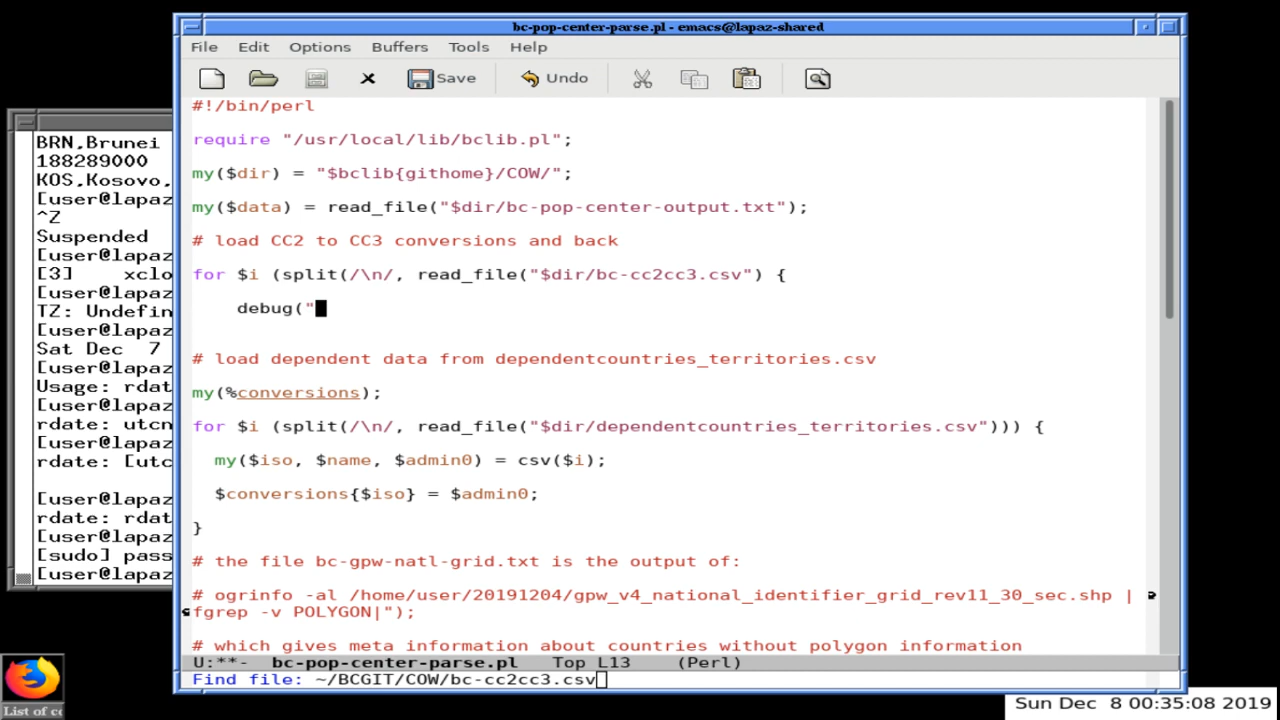 bc-pop-center-parse.pl - emacs@lapaz-shared
File Edit Options Buffers Tools Help
Save Undo
#!/bin/perl
require "/usr/local/lib/bclib.pl";
my($dir) = "$bclib{githome}/COW/";
my($data) = read_file("$dir/bc-pop-center-output.txt");
# load CC2 to CC3 conversions and back
for $i (split(/\n/, read_file("$dir/bc-cc2cc3.csv") {
debug("
# load dependent data from dependentcountries_territories.csv
my(%conversions);
for $i (split(/\n/, read_file("$dir/dependentcountries_territories.csv"))) {
my($iso, $name, $admin0) = csv($i);
$conversions{$iso} = $admin0;
}
# the file bc-gpw-natl-grid.txt is the output of:
# ogrinfo -al /home/user/20191204/gpw_v4_national_identifier_grid_rev11_30_sec.shp |
fgrep -v POLYGON|");
# which gives meta information about countries without polygon information
U:**- bc-pop-center-parse.pl Top L13 (Perl)
Find file: ~/BCGIT/COW/bc-cc2cc3.csv
BRN,Brunei
188289000
KOS,Kosovo,
[user@lapaz
^Z
Suspended
[user@lapaz
[3] xclo
[user@lapaz
TZ: Undefin
[user@lapaz
Sat Dec 7
[user@lapaz
Usage: rdat
[user@lapaz
rdate: utcn
[user@lapaz
rdate: [utc
[user@lapaz
rdate: rdat
[user@lapaz
[sudo] pass
[user@lapaz
List of co
Sun Dec 8 00:35:08 2019